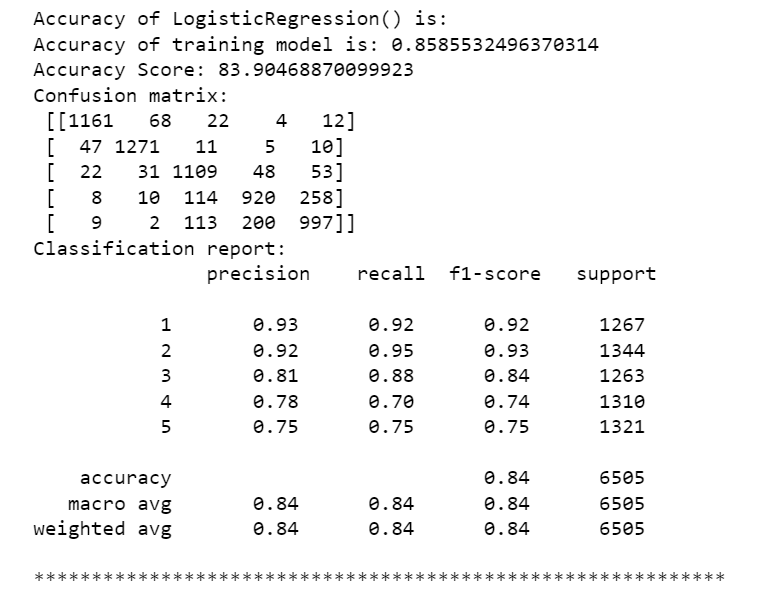 Accuracy of LogisticRegression() is:
Accuracy of training model is: 0.8585532496370314
Accuracy Score: 83.90468870099923
Confusion matrix:
[[1161 68 22 4 12]
[ 47 1271 11 5 10]
[ 22 31 1109 48 53]
[ 8 10 114 920 258]
[ 9 2 113 200 997]]
Classification report:
precision recall f1-score support
1 0.93 0.92 0.92 1267
2 0.92 0.95 0.93 1344
3 0.81 0.88 0.84 1263
4 0.78 0.70 0.74 1310
5 0.75 0.75 0.75 1321
accuracy 0.84 6505
macro avg 0.84 0.84 0.84 6505
weighted avg 0.84 0.84 0.84 6505
************************************************************